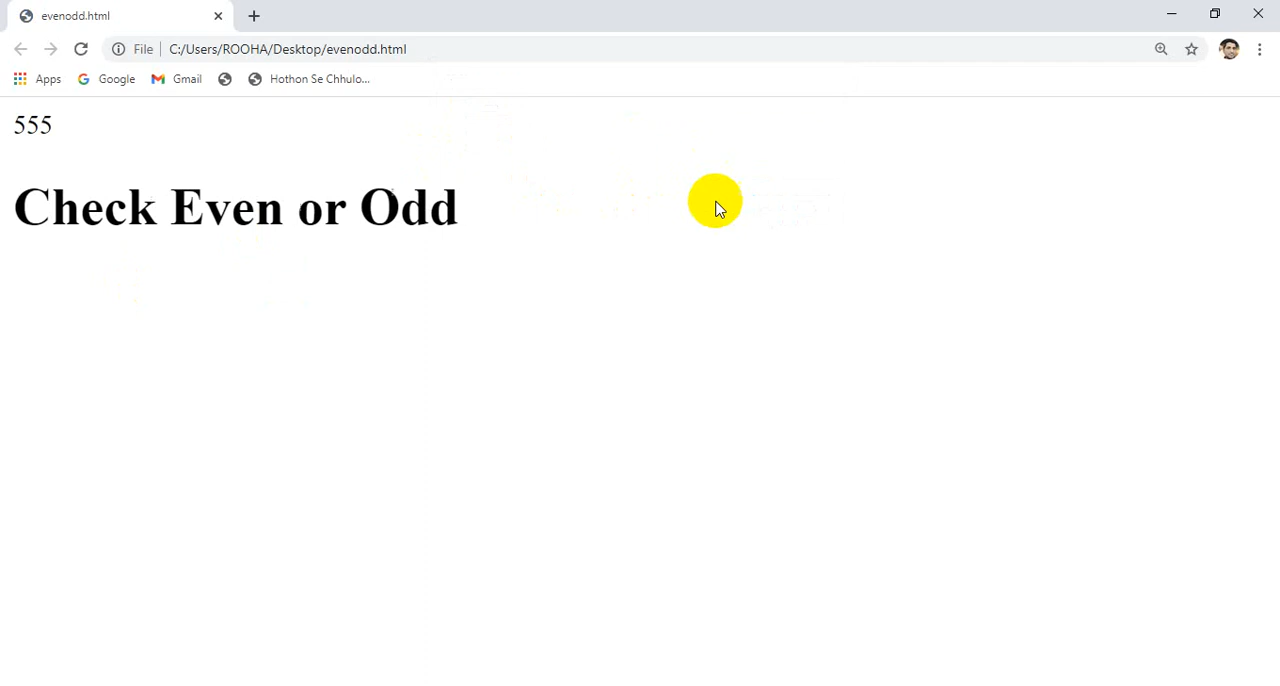 evenodd.html
File C:/Users/ROOHA/Desktop/evenodd.html
Apps Google Gmail Hothon Se Chhulo...
555
Check Even or Odd